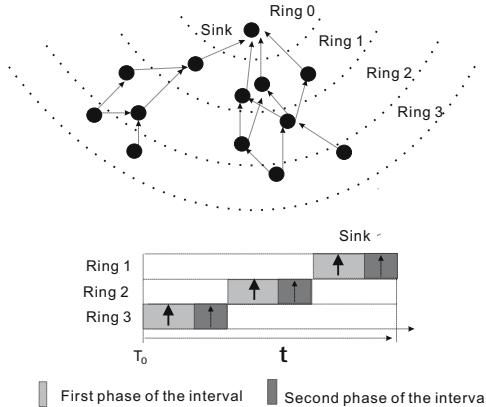 Ring 0
Sink
Ring 1
Ring 2
Ring 3
Sink
Ring 1
Ring 2
Ring 3
T0
t
First phase of the interval
Second phase of the interva